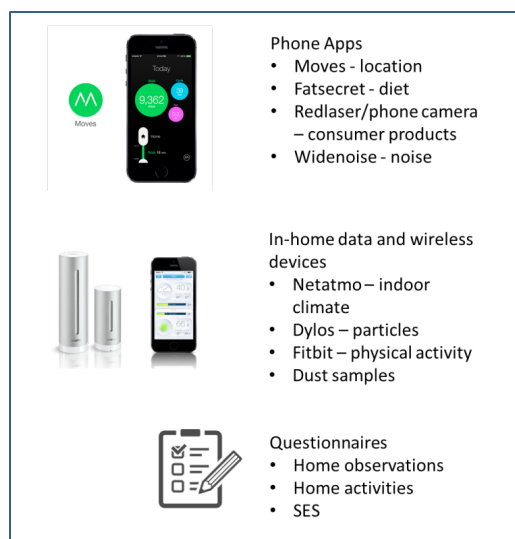 Phone Apps
• Moves - location
• Fatsecret - diet
• Redlaser/phone camera
– consumer products
• Widenoise - noise
Moves
Today
9,362
In-home data and wireless
devices
• Netatmo – indoor
climate
• Dylos – particles
• Fitbit – physical activity
• Dust samples
Questionnaires
• Home observations
• Home activities
• SES